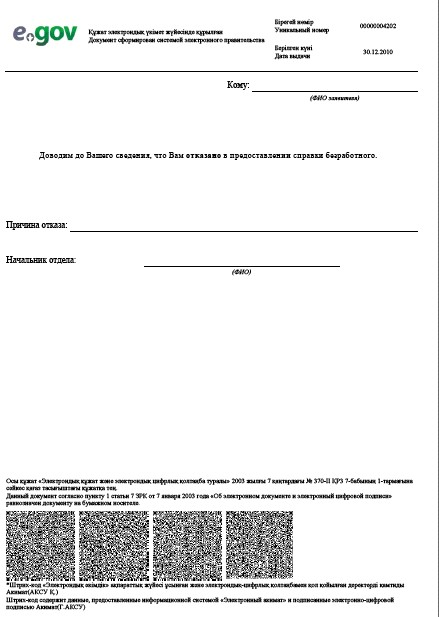 e.gov
Құжат электрондық үкімет жүйесінде құрылған
Документ сформирован системой электронного правительства
Бірегей нөмір
Уникальный номер
00000004202
Берілген күні
Дата выдачи
30.12.2010
Кому:
(ФИО заявителя)
Доводим до Вашего сведения, что Вам отказано в предоставлении справки безработного.
Причина отказа:
Начальник отдела:
(ФИО)
Осы құжат «Электрондық құжат және электрондық цифрлық қолтаңба туралы» 2003 жылғы 7 қаңтардағы № 370-II ҚРЗ 7-бабының 1-тармағына
сәйкес қағаз тасығыштағы құжатқа тең.
Данный документ согласно пункту 1 статьи 7 ЗРК от 7 января 2003 года «Об электронном документе и электронный цифровой подписи»
равнозначен документу на бумажном носителе.
*Штрих-код «Электрондық әкімдік» ақпараттық жүйесі ұсынған және электрондық-цифрлық қолтаңбамен қол қойылған деректерді қамтиды
Акимат(АКСУ Қ.)
Штрих-код содержит данные, предоставленные информационной системой «Электронный акимат» и подписанные электронно-цифровой
подписью Акимат(Г.АКСУ)